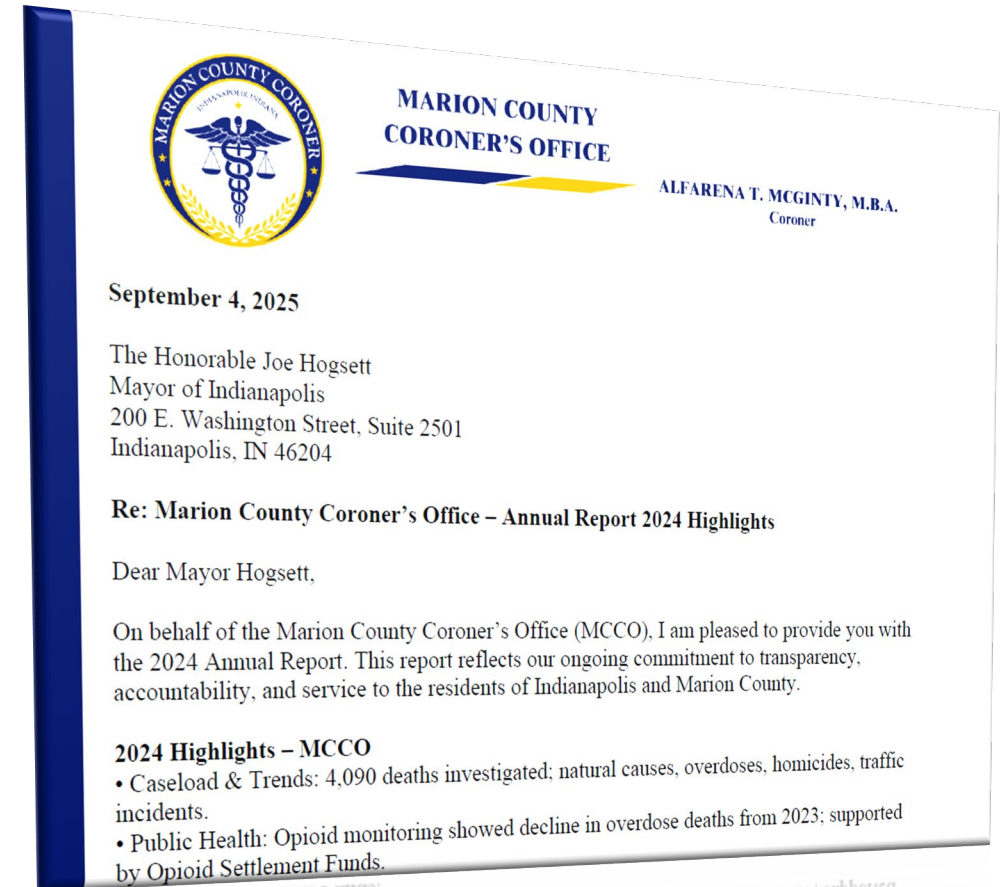 MARION COUNTY CORONER
INDIANAPOLIS, INDIANA
MARION COUNTY
CORONER'S OFFICE
ALFARENA T. MCGINTY, M.B.A.
Coroner
September 4, 2025
The Honorable Joe Hogsett
Mayor of Indianapolis
200 E. Washington Street, Suite 2501
Indianapolis, IN 46204
Re: Marion County Coroner's Office – Annual Report 2024 Highlights
Dear Mayor Hogsett,
On behalf of the Marion County Coroner's Office (MCCO), I am pleased to provide you with
the 2024 Annual Report. This report reflects our ongoing commitment to transparency,
accountability, and service to the residents of Indianapolis and Marion County.
2024 Highlights – MCCO
• Caseload & Trends: 4,090 deaths investigated; natural causes, overdoses, homicides, traffic
incidents.
• Public Health: Opioid monitoring showed decline in overdose deaths from 2023; supported
by Opioid Settlement Funds.